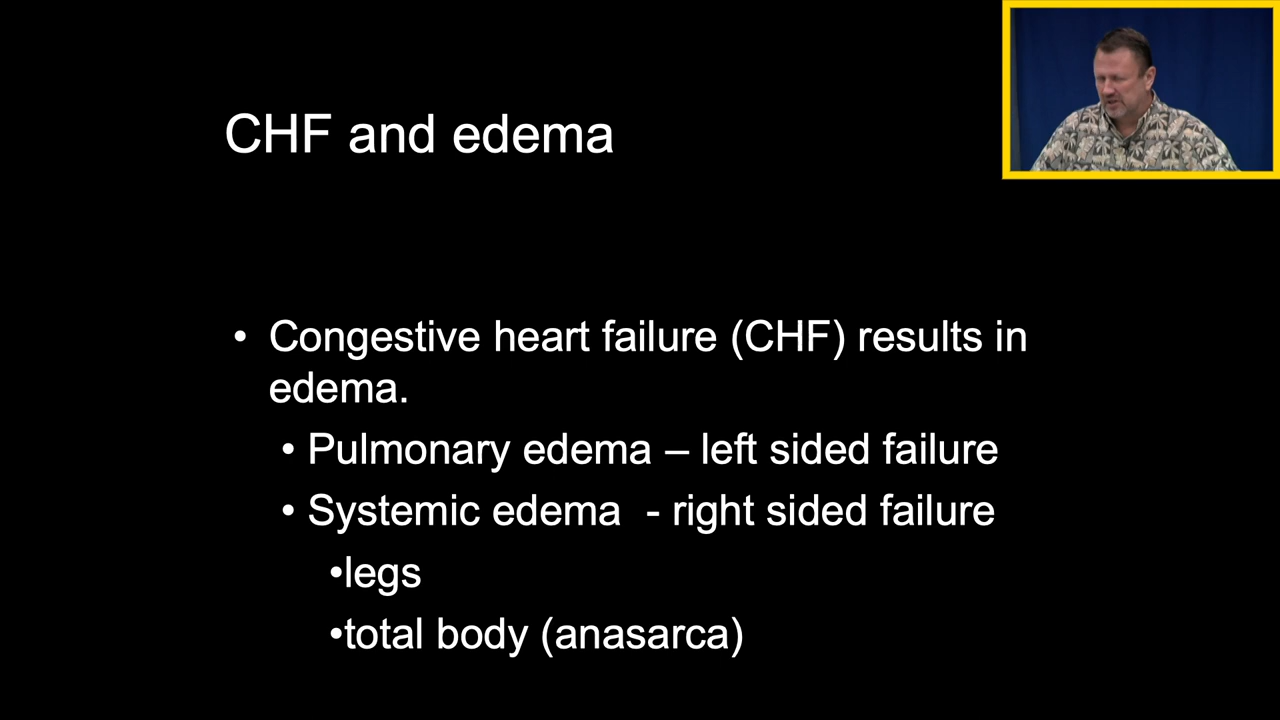 CHF and edema
• Congestive heart failure (CHF) results in
edema.
• Pulmonary edema – left sided failure
• Systemic edema  - right sided failure
•legs
•total body (anasarca)